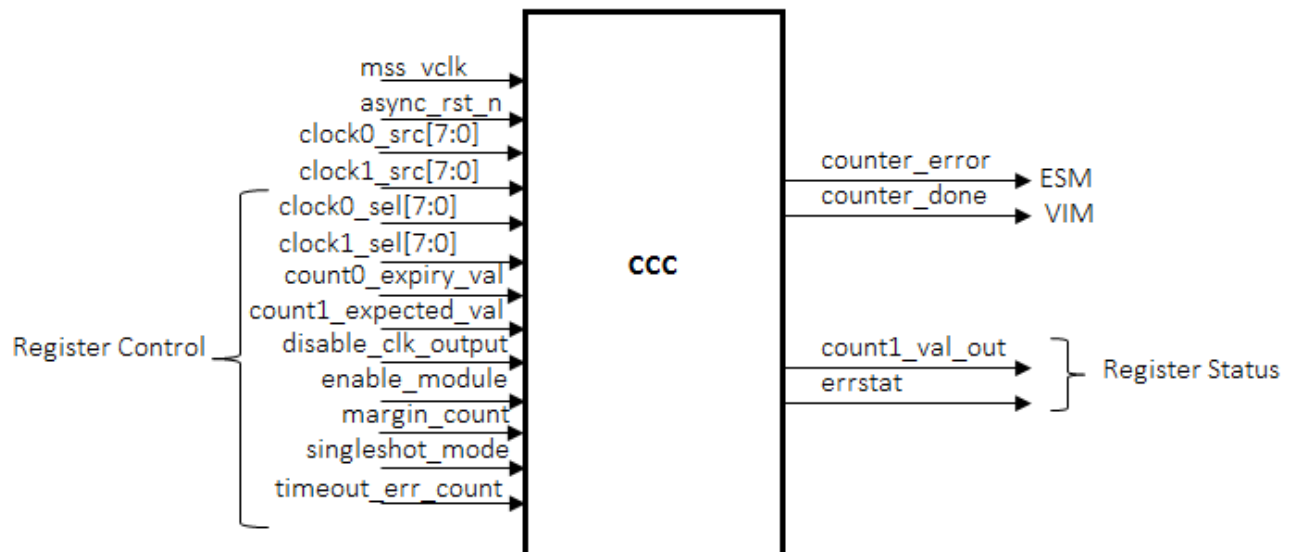 mss_vclk
async_rst_n
clock0_src[7:0]
clock1_src[7:0]
clock0_sel[7:0]
clock1_sel[7:0]
count0_expiry_val
count1_expected_val
disable_clk_output
enable_module
margin_count
singleshot_mode
timeout_err_count
Register Control
CCC
counter_error
ESM
counter_done
VIM
count1_val_out
errstat
Register Status